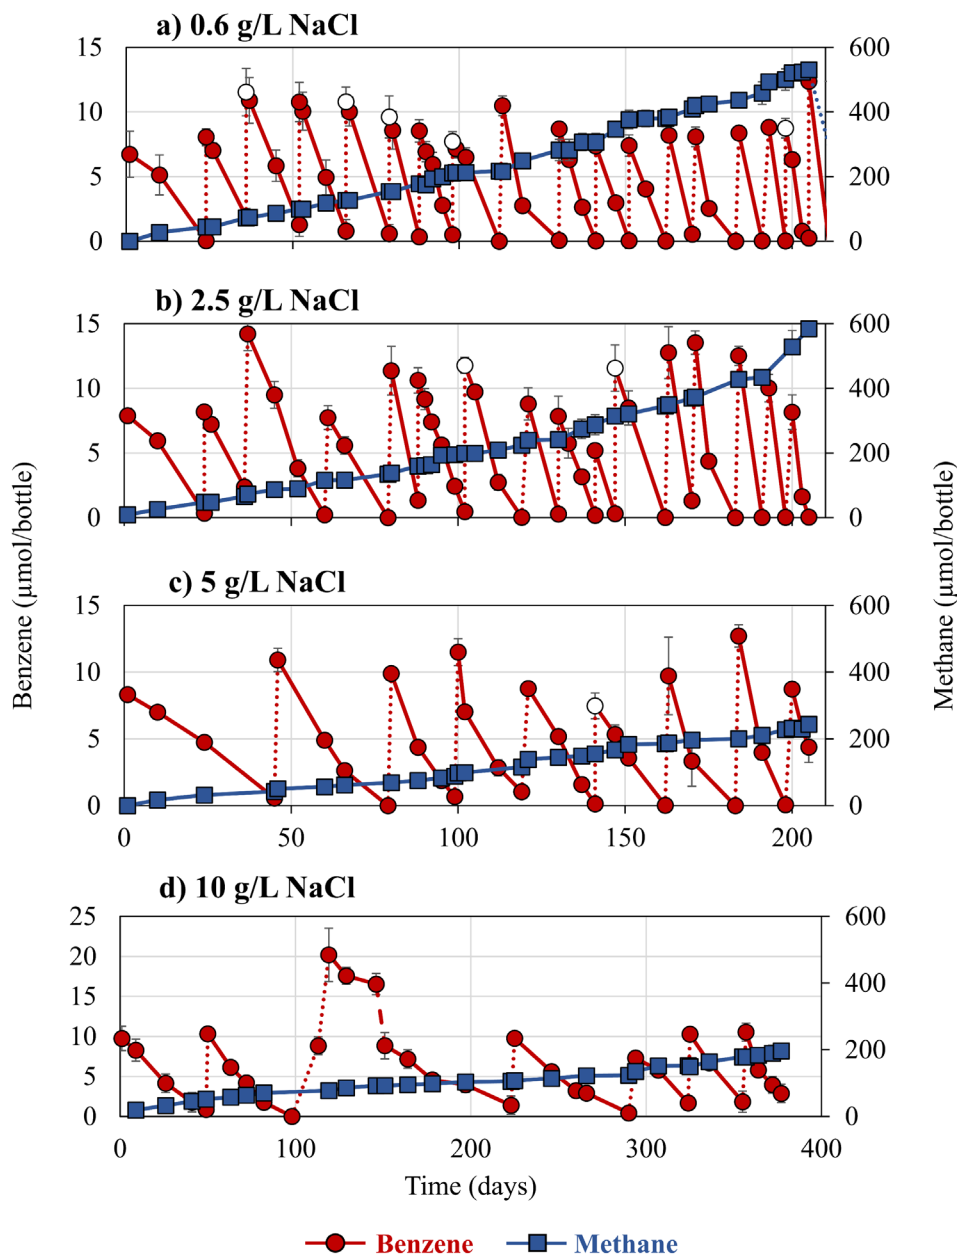 a) 0.6 g/L NaCl
15 600
10 400
5 200
0 0
b) 2.5 g/L NaCl
15 600
10 400
5 200
0 0
c) 5 g/L NaCl
15 600
10 400
5 200
0 0
0 50 100 150 200
Benzene (µmol/bottle)
Methane (µmol/bottle)
d) 10 g/L NaCl
25 600
20
15 400
10
5 200
0 0
0 100 200 300 400
Time (days)
Benzene Methane